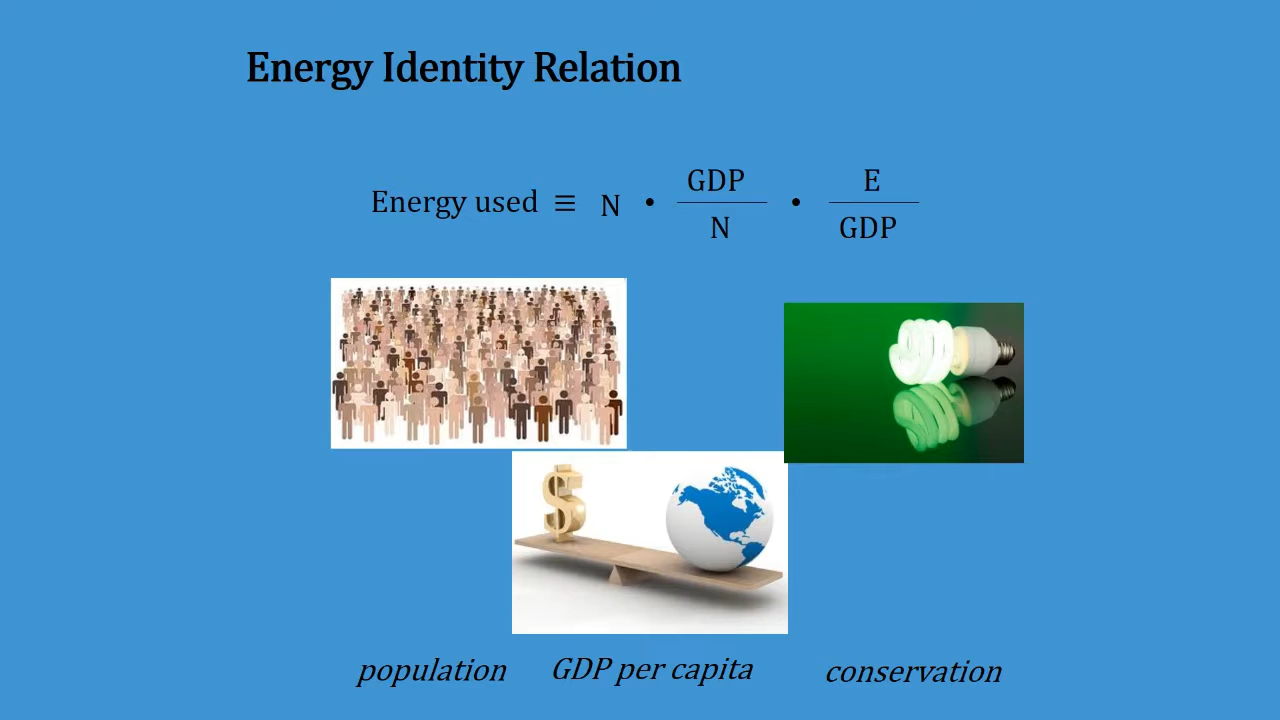 Energy Identity Relation
Energy used ≡ N • GDP/N • E/GDP
$
population GDP per capita conservation